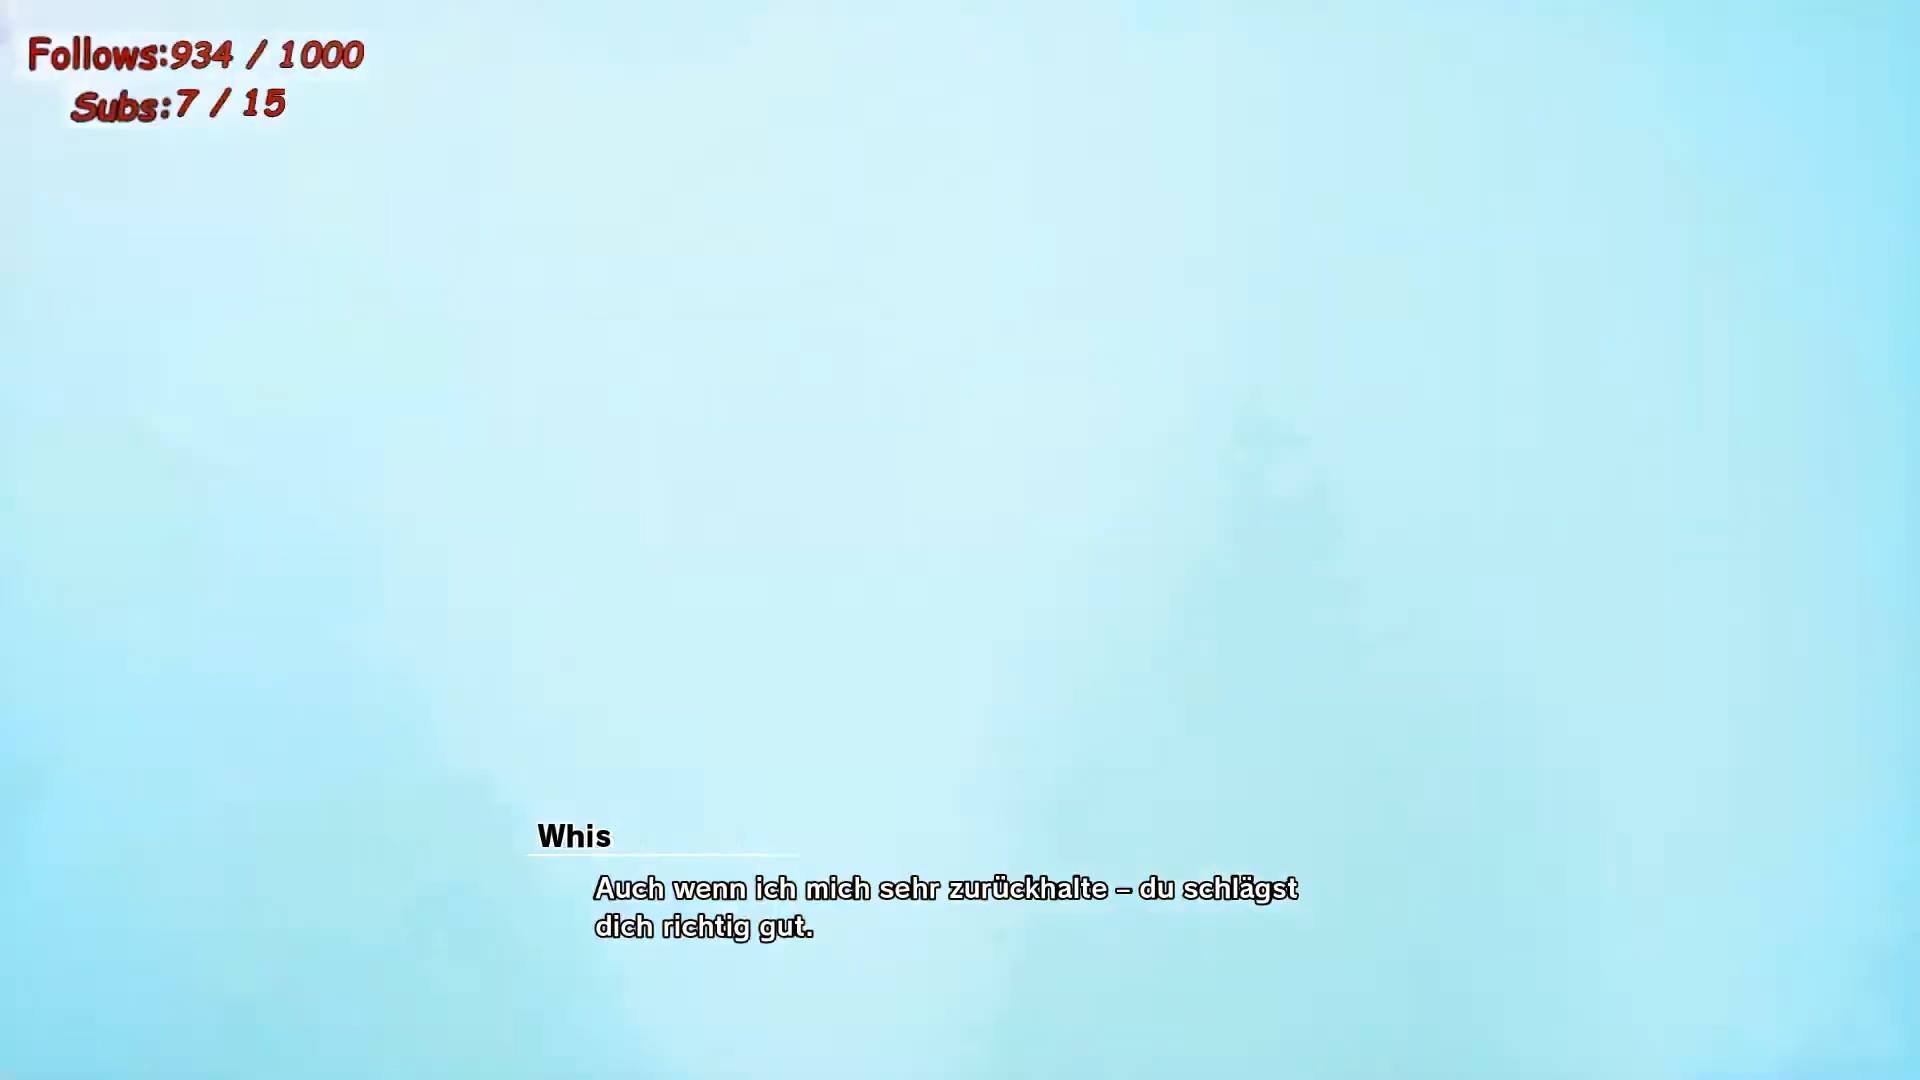 Follows:934 / 1000
Subs:7 / 15
Whis
Auch wenn ich mich sehr zurückhalte – du schlägst
dich richtig gut.